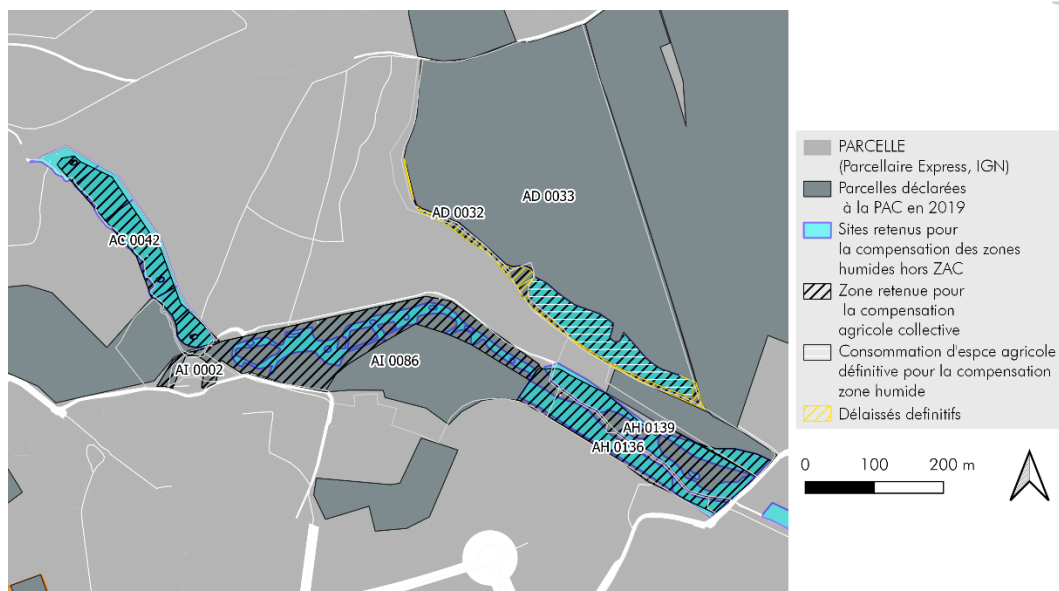 AD 0033
AD 0032
AC 0042
AI 0002
AI 0086
AH 0139
AH 0136
PARCELLE
(Parcellaire Express, IGN)
Parcelles déclarées
à la PAC en 2019
Sites retenus pour
la compensation des zones
humides hors ZAC
Zone retenue pour
la compensation
agricole collective
Consommation d'espce agricole
définitive pour la compensation
zone humide
Délaissés definitifs
0 100 200 m